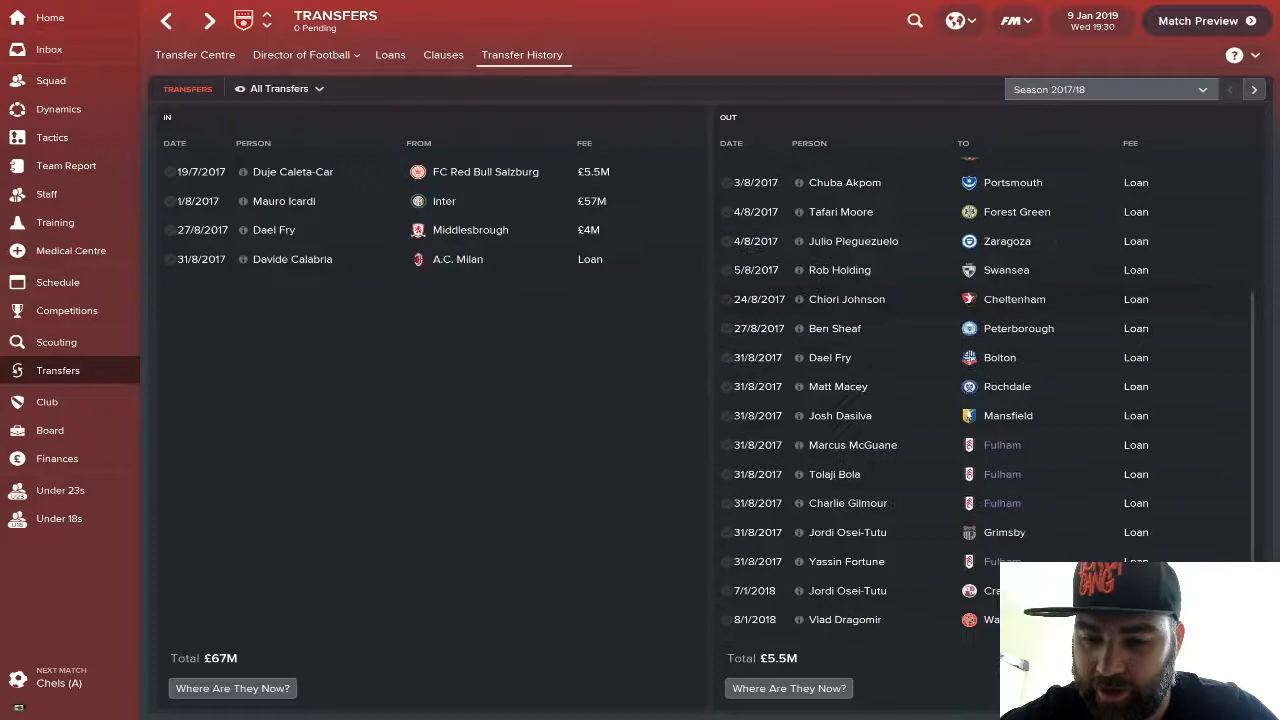 Home
Inbox
Squad
Dynamics
Tactics
Team Report
Staff
Training
Medical Centre
Schedule
Competitions
Scouting
Transfers
Club
Board
Finances
Under 23s
Under 18s
NEXT MATCH
Chels (A)
TRANSFERS
0 Pending
FM
9 Jan 2019
Wed 19:30
Match Preview
Transfer Centre Director of Football Loans Clauses Transfer History
?
TRANSFERS All Transfers Season 2017/18
IN
DATE PERSON FROM FEE
19/7/2017 Duje Caleta-Car FC Red Bull Salzburg £5.5M
1/8/2017 Mauro Icardi Inter £57M
27/8/2017 Dael Fry Middlesbrough £4M
31/8/2017 Davide Calabria A.C. Milan Loan
Total £67M
Where Are They Now?
OUT
DATE PERSON TO FEE
3/8/2017 Chuba Akpom Portsmouth Loan
4/8/2017 Tafari Moore Forest Green Loan
4/8/2017 Julio Pleguezuelo Zaragoza Loan
5/8/2017 Rob Holding Swansea Loan
24/8/2017 Chiori Johnson Cheltenham Loan
27/8/2017 Ben Sheaf Peterborough Loan
31/8/2017 Dael Fry Bolton Loan
31/8/2017 Matt Macey Rochdale Loan
31/8/2017 Josh Dasilva Mansfield Loan
31/8/2017 Marcus McGuane Fulham Loan
31/8/2017 Tolaji Bola Fulham Loan
31/8/2017 Charlie Gilmour Fulham Loan
31/8/2017 Jordi Osei-Tutu Grimsby Loan
31/8/2017 Yassin Fortune Fulham Loan
7/1/2018 Jordi Osei-Tutu
8/1/2018 Vlad Dragomir
Total £5.5M
Where Are They Now?
GANG